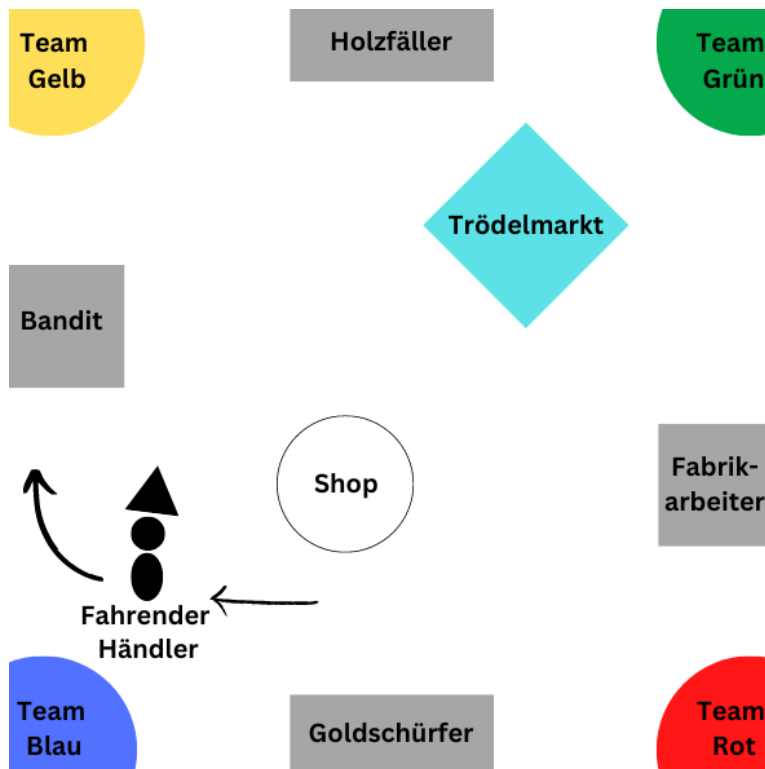 Team
Gelb
Holzfäller
Team
Grün
Trödelmarkt
Bandit
Shop
Fabrik-
arbeiter
Fahrender
Händler
Team
Blau
Goldschürfer
Team
Rot